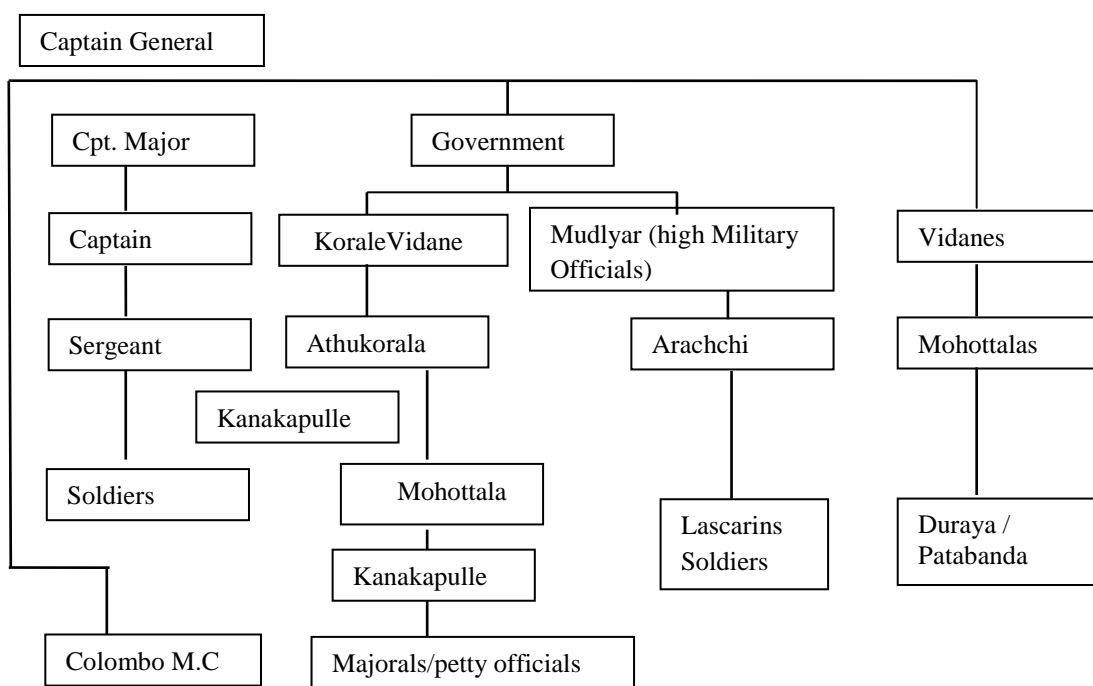 Captain General
Cpt. Major
Government
Captain
KoraleVidane
Mudlyar (high Military
Officials)
Vidanes
Sergeant
Athukorala
Arachchi
Mohottalas
Kanakapulle
Soldiers
Mohottala
Lascarins
Soldiers
Duraya /
Patabanda
Kanakapulle
Colombo M.C
Majorals/petty officials